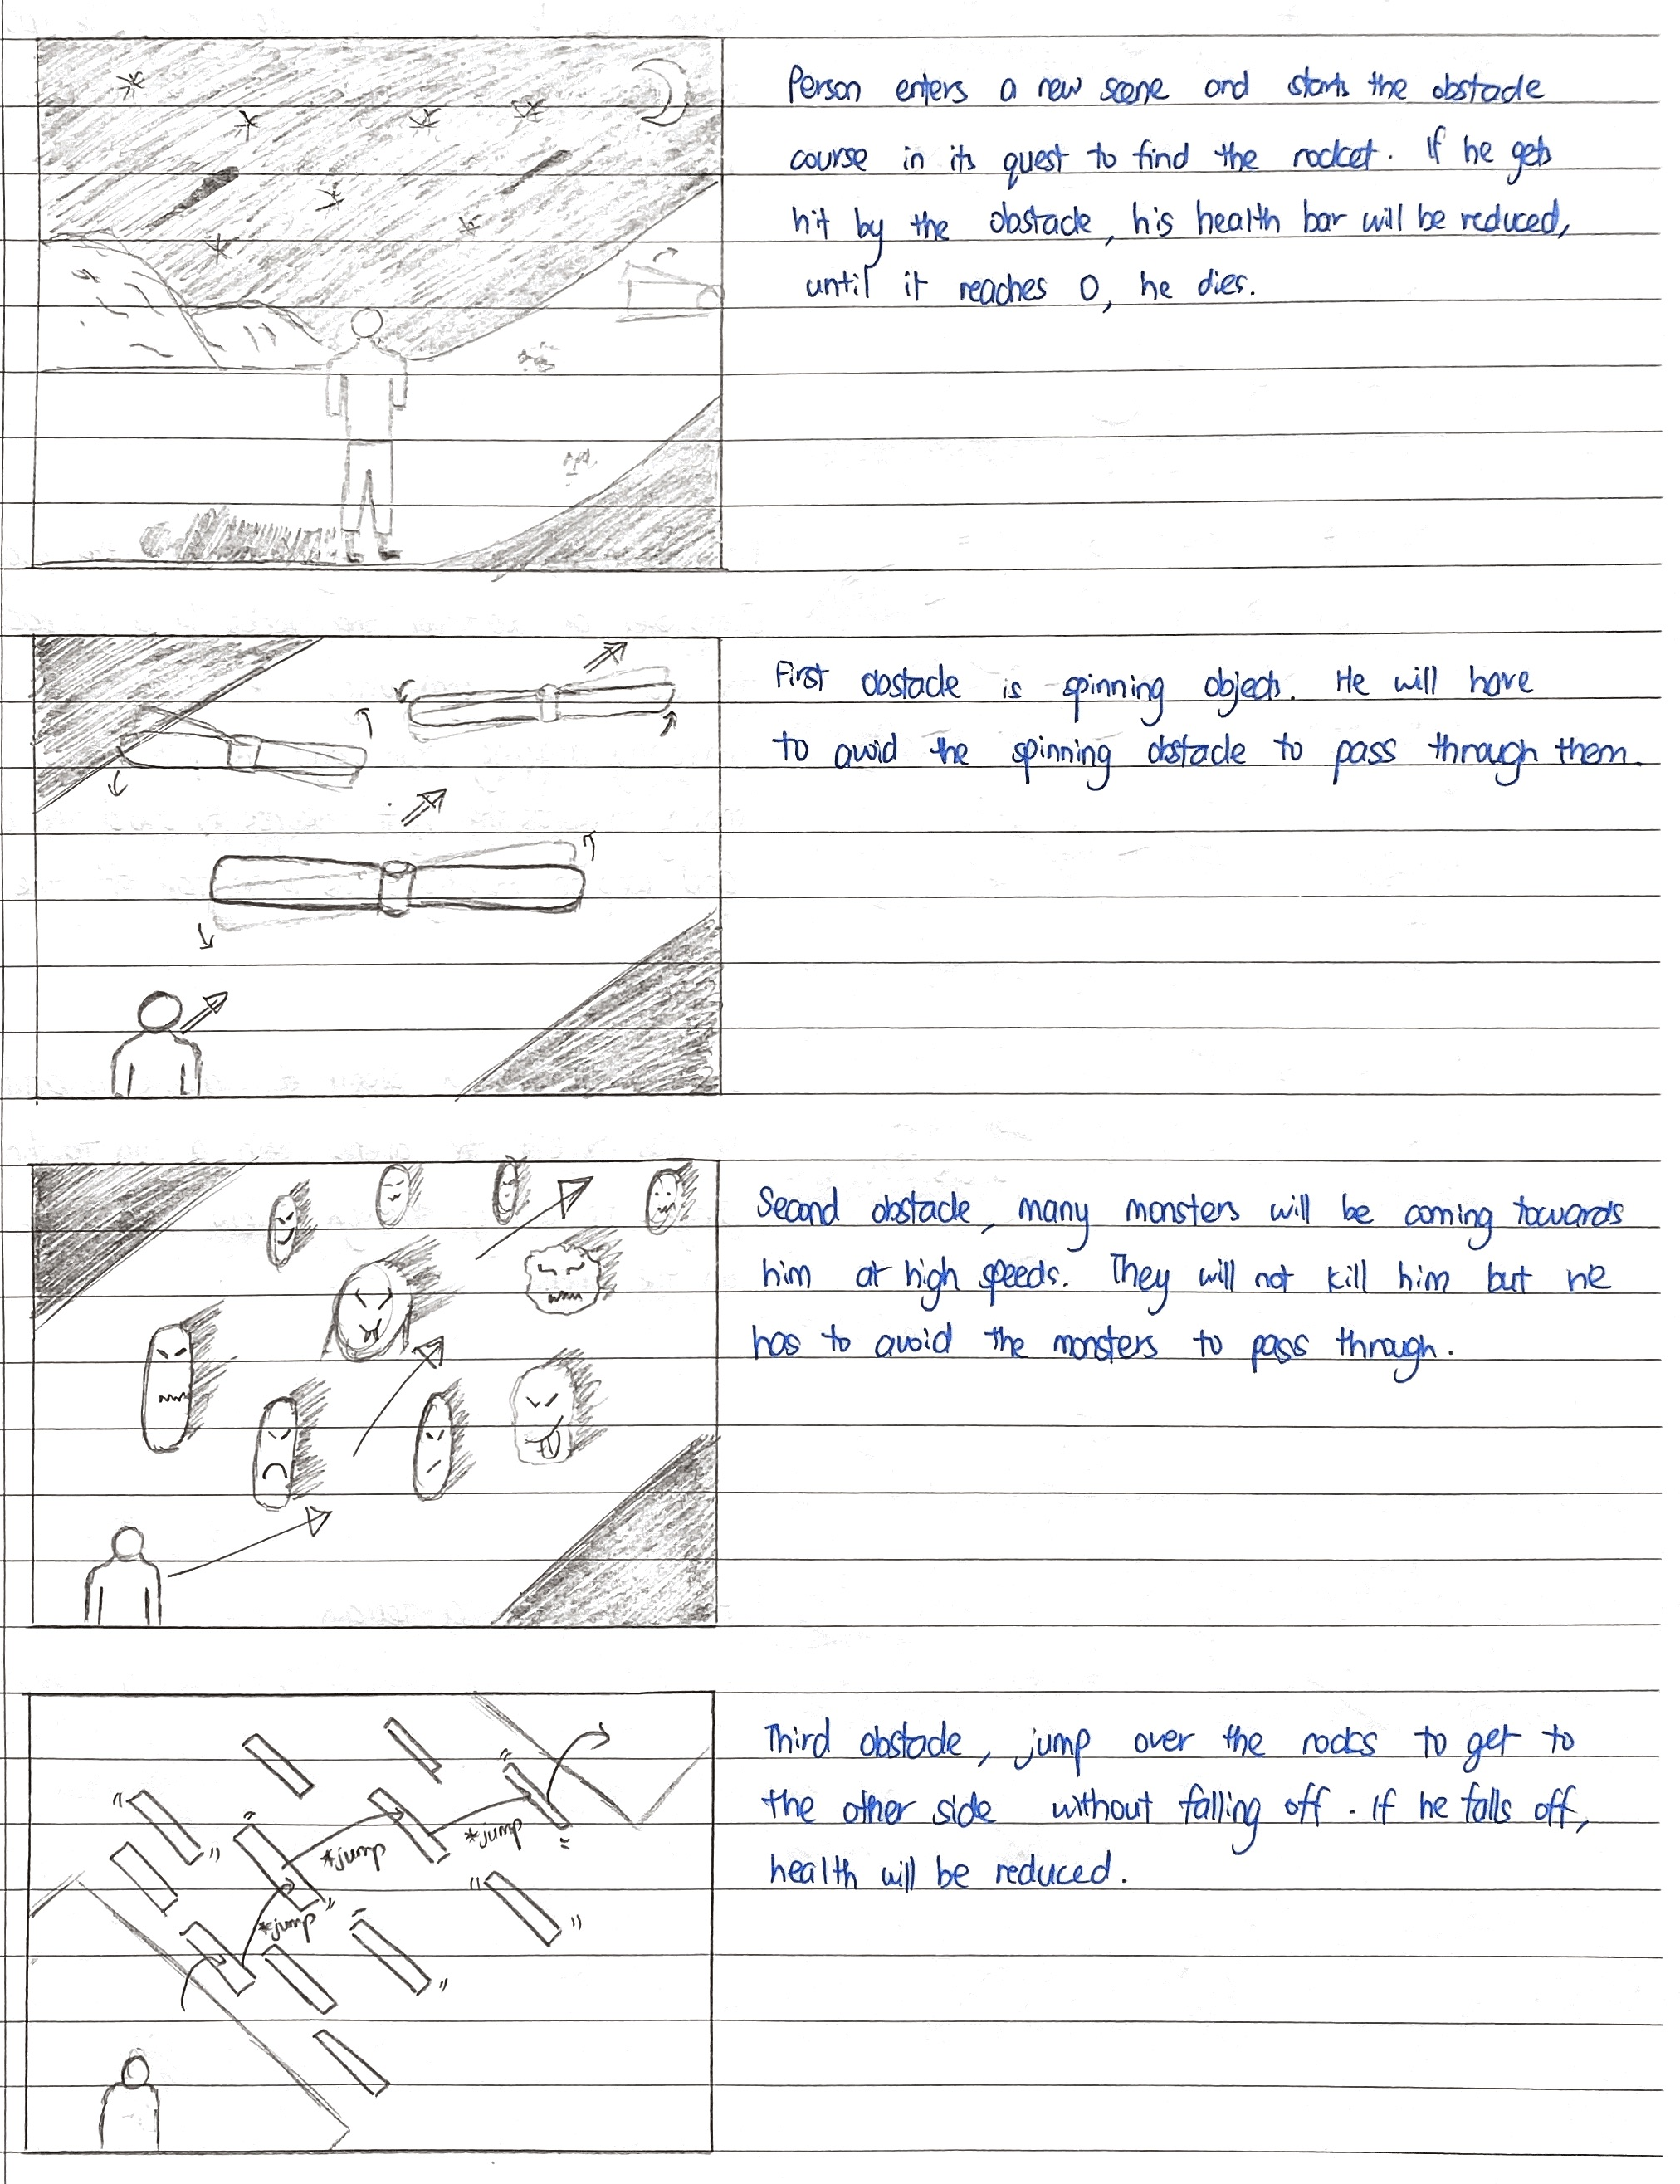 Person enters a new scene and starts the obstacle
course in its quest to find the rocket. If he gets
hit by the obstacle, his health bar will be reduced,
until it reaches 0, he dies.
First obstacle is spinning objects. He will have
to avoid the spinning obstacle to pass through them.
Second obstacle, many monsters will be coming towards
him at high speeds. They will not kill him but he
has to avoid the monsters to pass through.
*jump
*jump
*jump
Third obstacle, jump over the rocks to get to
the other side without falling off. If he falls off,
health will be reduced.